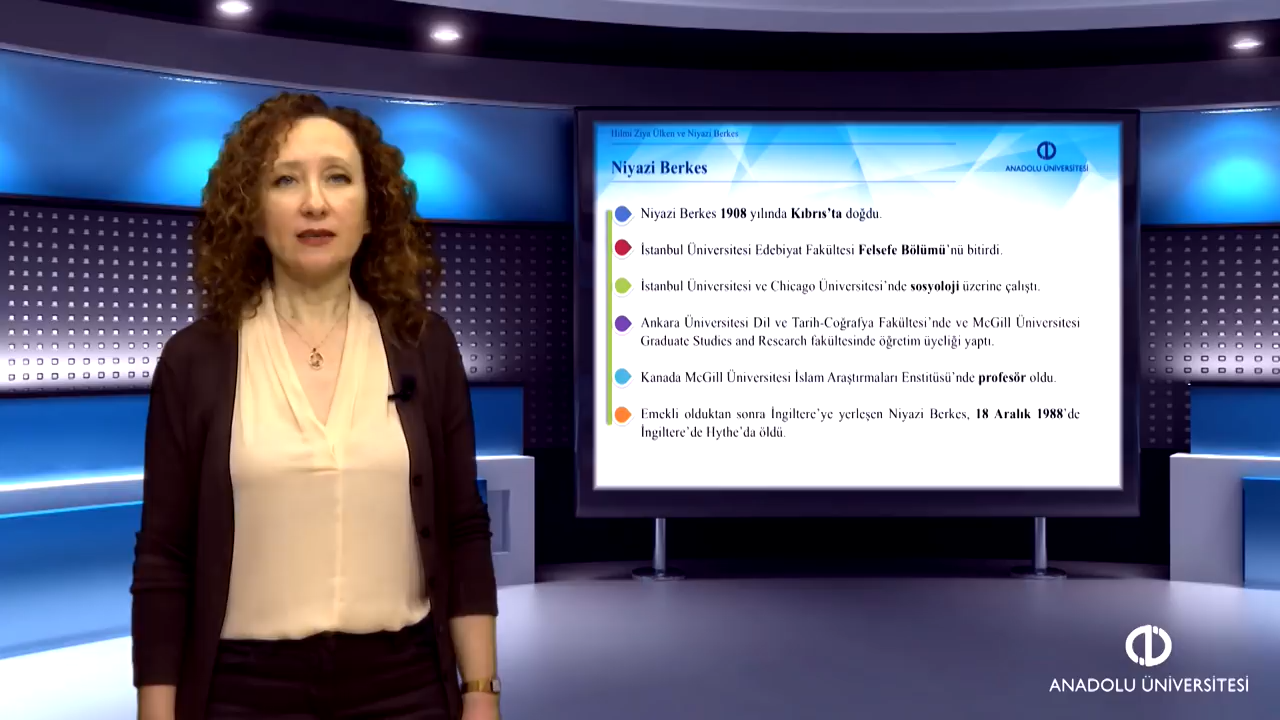 Hilmi Ziya Ülken ve Niyazi Berkes
Niyazi Berkes
ANADOLU ÜNİVERSİTESİ
Niyazi Berkes 1908 yılında Kıbrıs'ta doğdu.
İstanbul Üniversitesi Edebiyat Fakültesi Felsefe Bölümü'nü bitirdi.
İstanbul Üniversitesi ve Chicago Üniversitesi'nde sosyoloji üzerine çalıştı.
Ankara Üniversitesi Dil ve Tarih-Coğrafya Fakültesi'nde ve McGill Üniversitesi
Graduate Studies and Research fakültesinde öğretim üyeliği yaptı.
Kanada McGill Üniversitesi İslam Araştırmaları Enstitüsü'nde profesör oldu.
Emekli olduktan sonra İngiltere'ye yerleşen Niyazi Berkes, 18 Aralık 1988'de
İngiltere'de Hythe'da öldü.
ANADOLU ÜNİVERSİTESİ